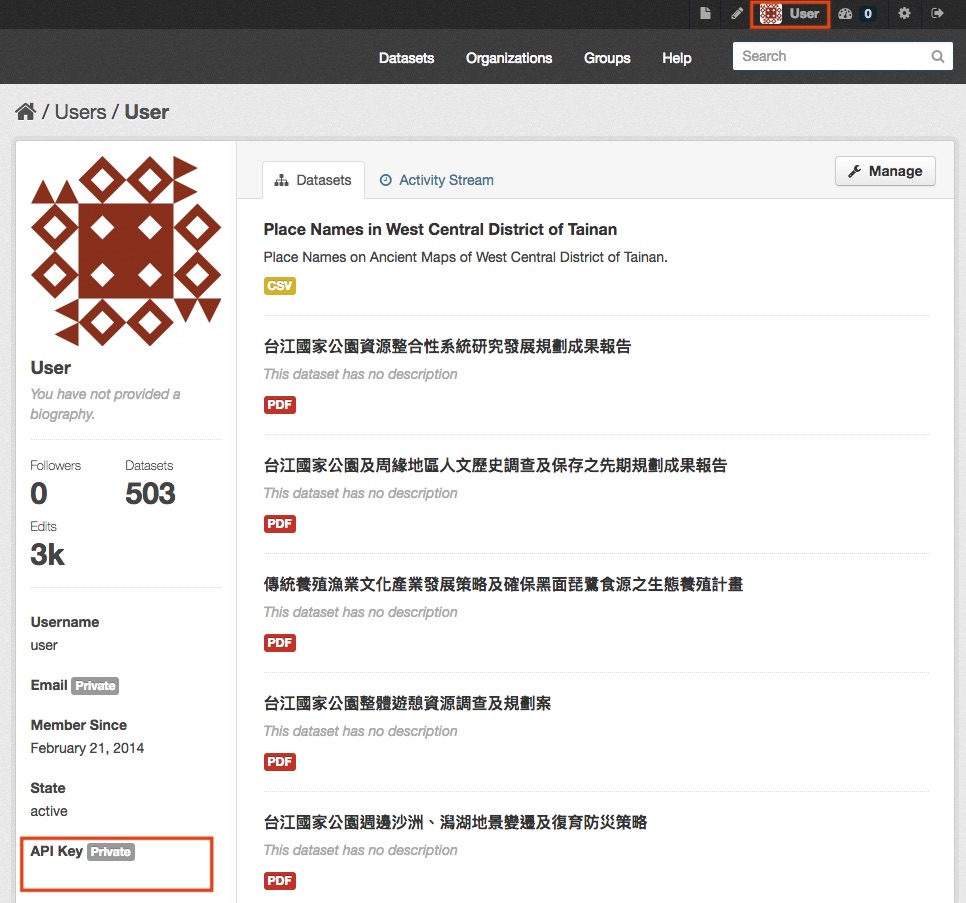 User
0
Datasets
Organizations
Groups
Help
Search
/ Users / User
Datasets
Activity Stream
Manage
Place Names in West Central District of Tainan
Place Names on Ancient Maps of West Central District of Tainan.
CSV
台江國家公園資源整合性系統研究發展規劃成果報告
This dataset has no description
PDF
台江國家公園及周緣地區人文歷史調查及保存之先期規劃成果報告
This dataset has no description
PDF
傳統養殖漁業文化產業發展策略及確保黑面琵鷺食源之生態養殖計畫
This dataset has no description
PDF
台江國家公園整體遊憩資源調查及規劃案
This dataset has no description
PDF
台江國家公園週邊沙洲、潟湖地景變遷及復育防災策略
This dataset has no description
PDF
User
You have not provided a
biography.
Followers
0
Datasets
503
Edits
3k
Username
user
Email Private
Member Since
February 21, 2014
State
active
API Key Private